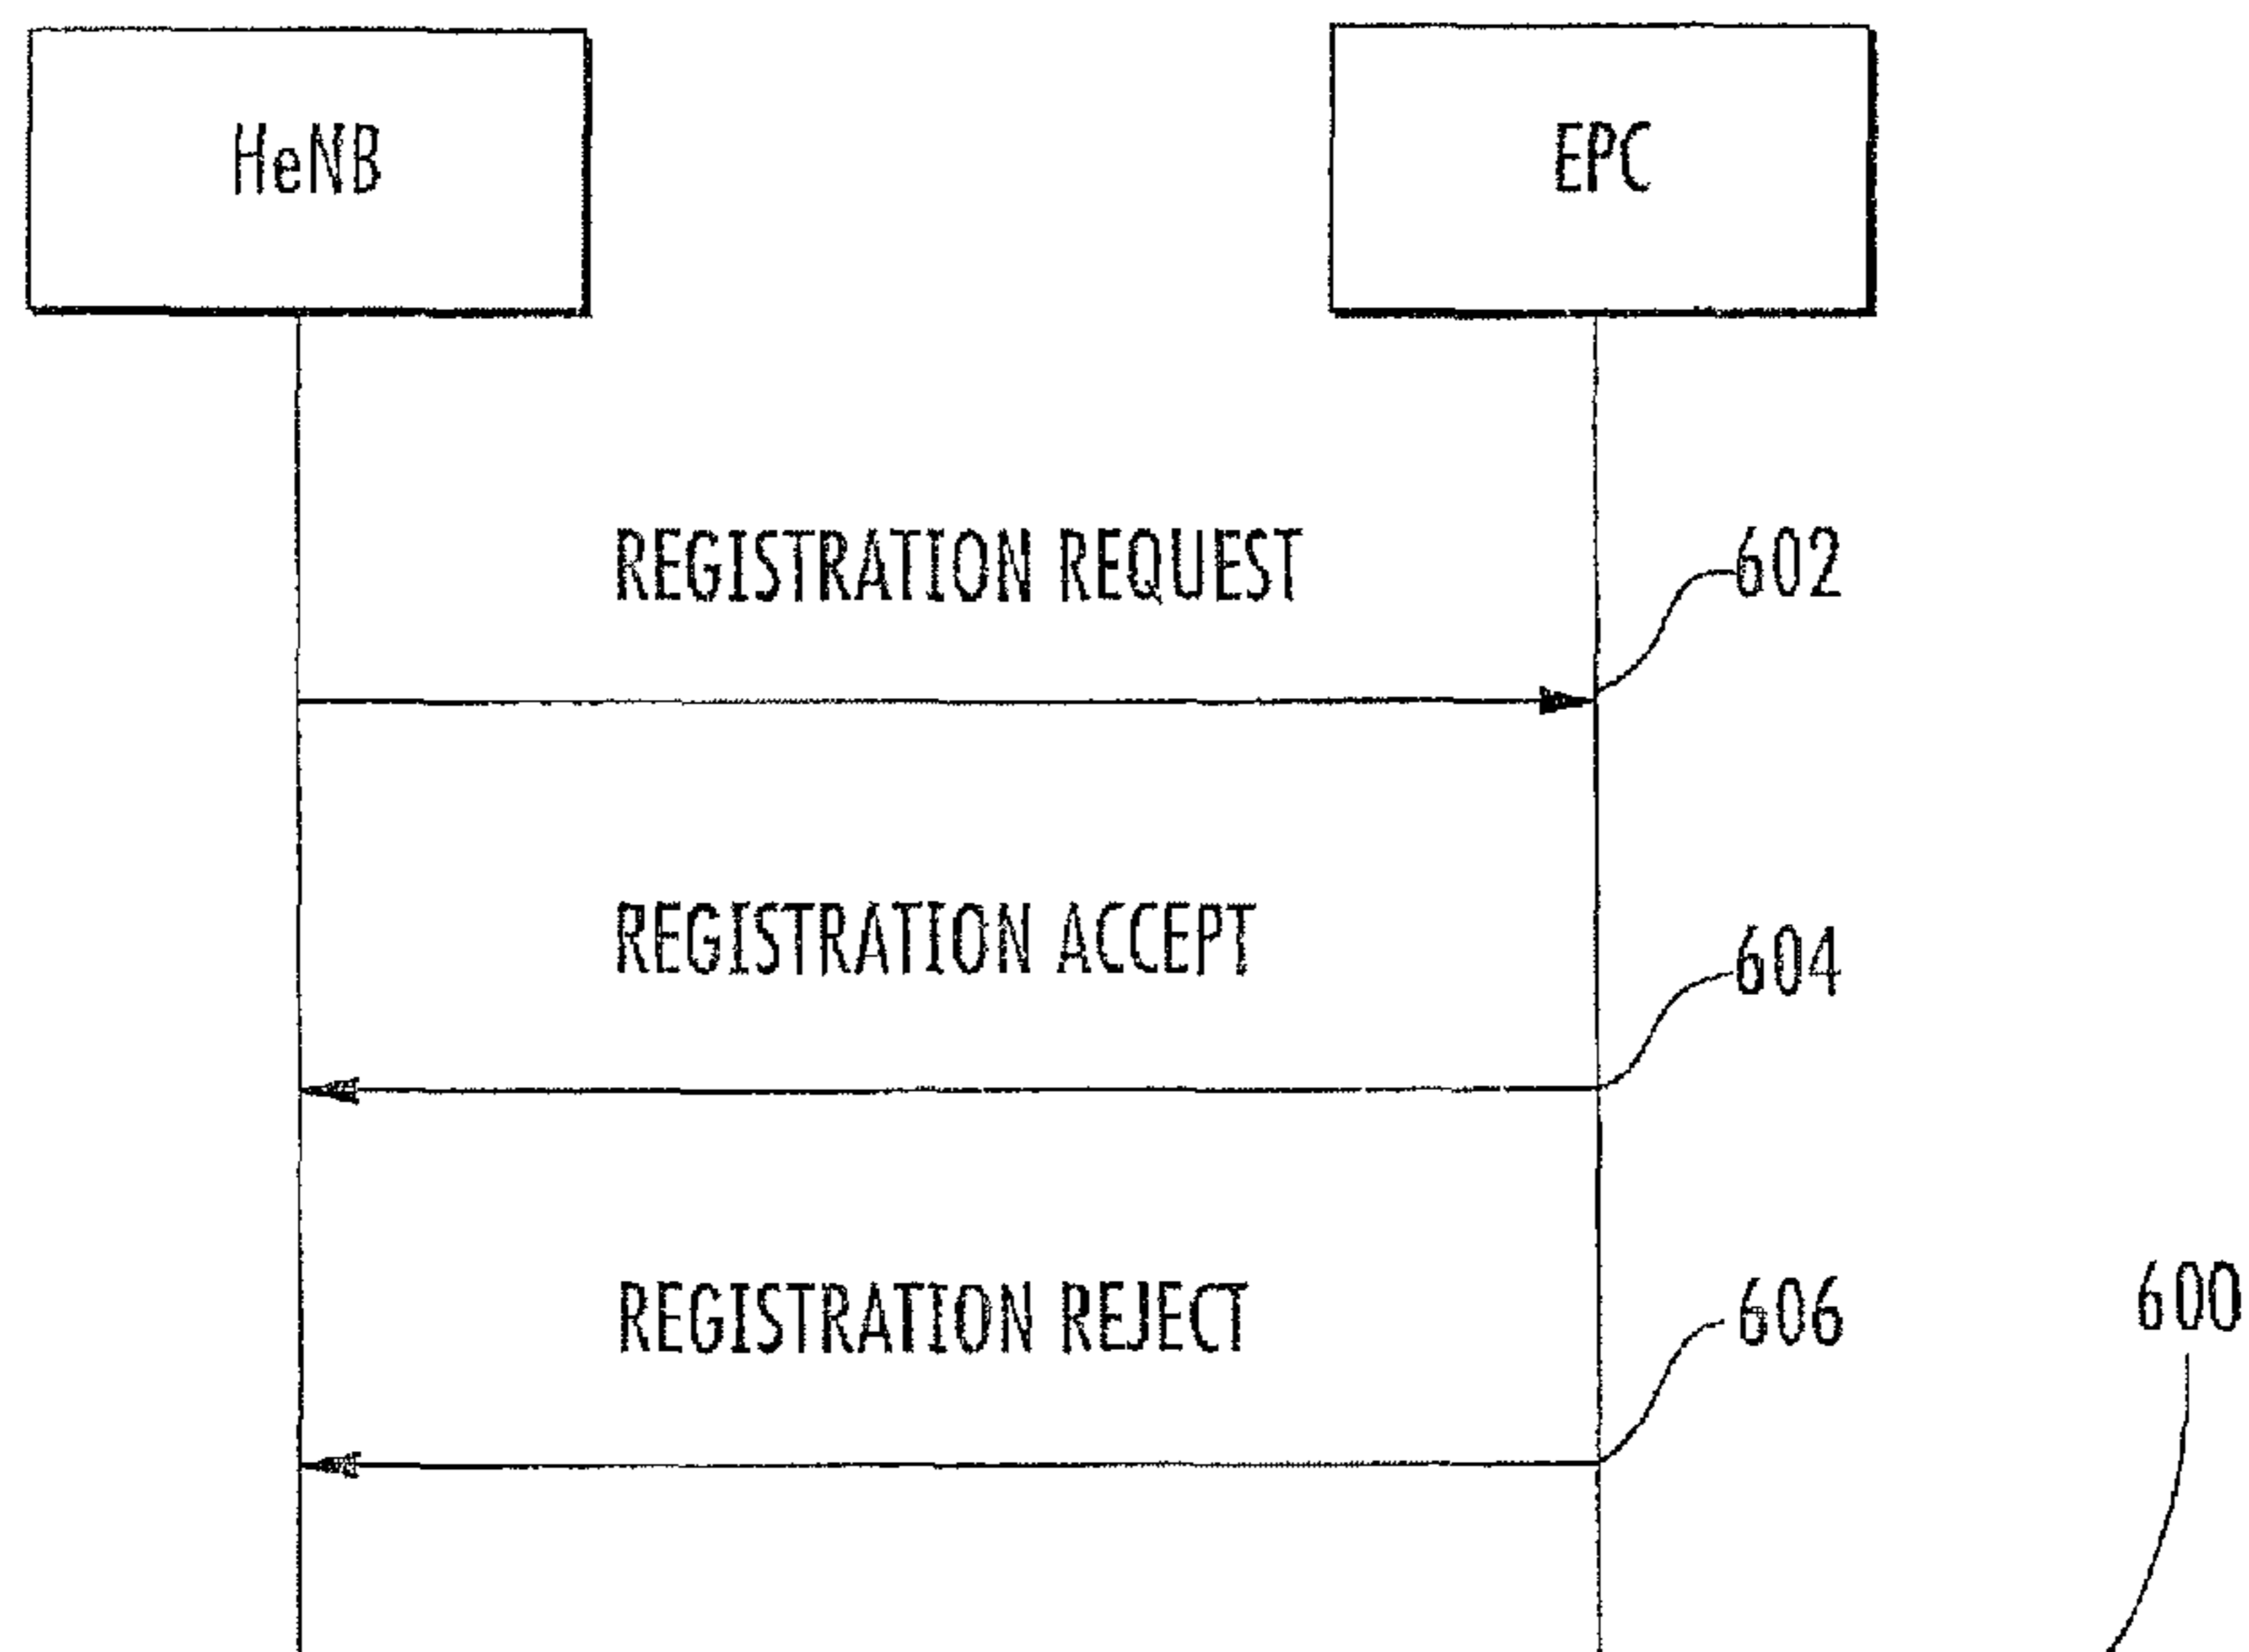 HeNB
EPC
REGISTRATION REQUEST
602
REGISTRATION ACCEPT
604
REGISTRATION REJECT
606
600